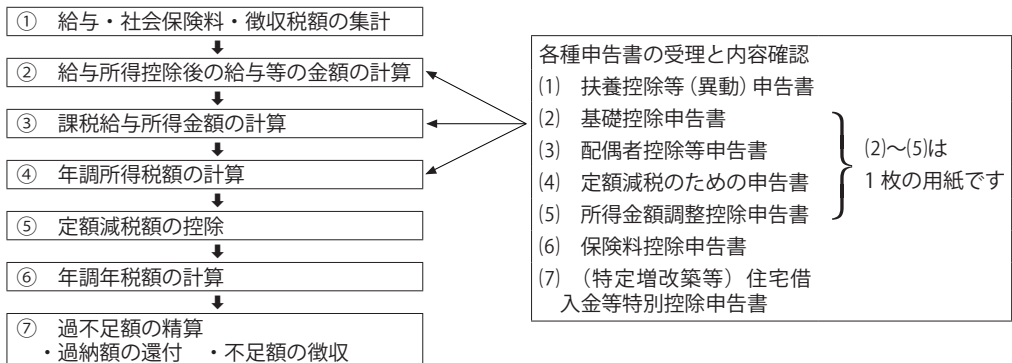 ① 給与・社会保険料・徴収税額の集計
② 給与所得控除後の給与等の金額の計算
③ 課税給与所得金額の計算
④ 年調所得税額の計算
⑤ 定額減税額の控除
⑥ 年調年税額の計算
⑦ 過不足額の精算
・過納額の還付 ・不足額の徴収
各種申告書の受理と内容確認
⑴ 扶養控除等（異動）申告書
⑵ 基礎控除申告書
⑶ 配偶者控除等申告書
⑷ 定額減税のための申告書
⑸ 所得金額調整控除申告書
⑹ 保険料控除申告書
⑺ （特定増改築等）住宅借
入金等特別控除申告書
⑵～⑸は
1 枚の用紙です